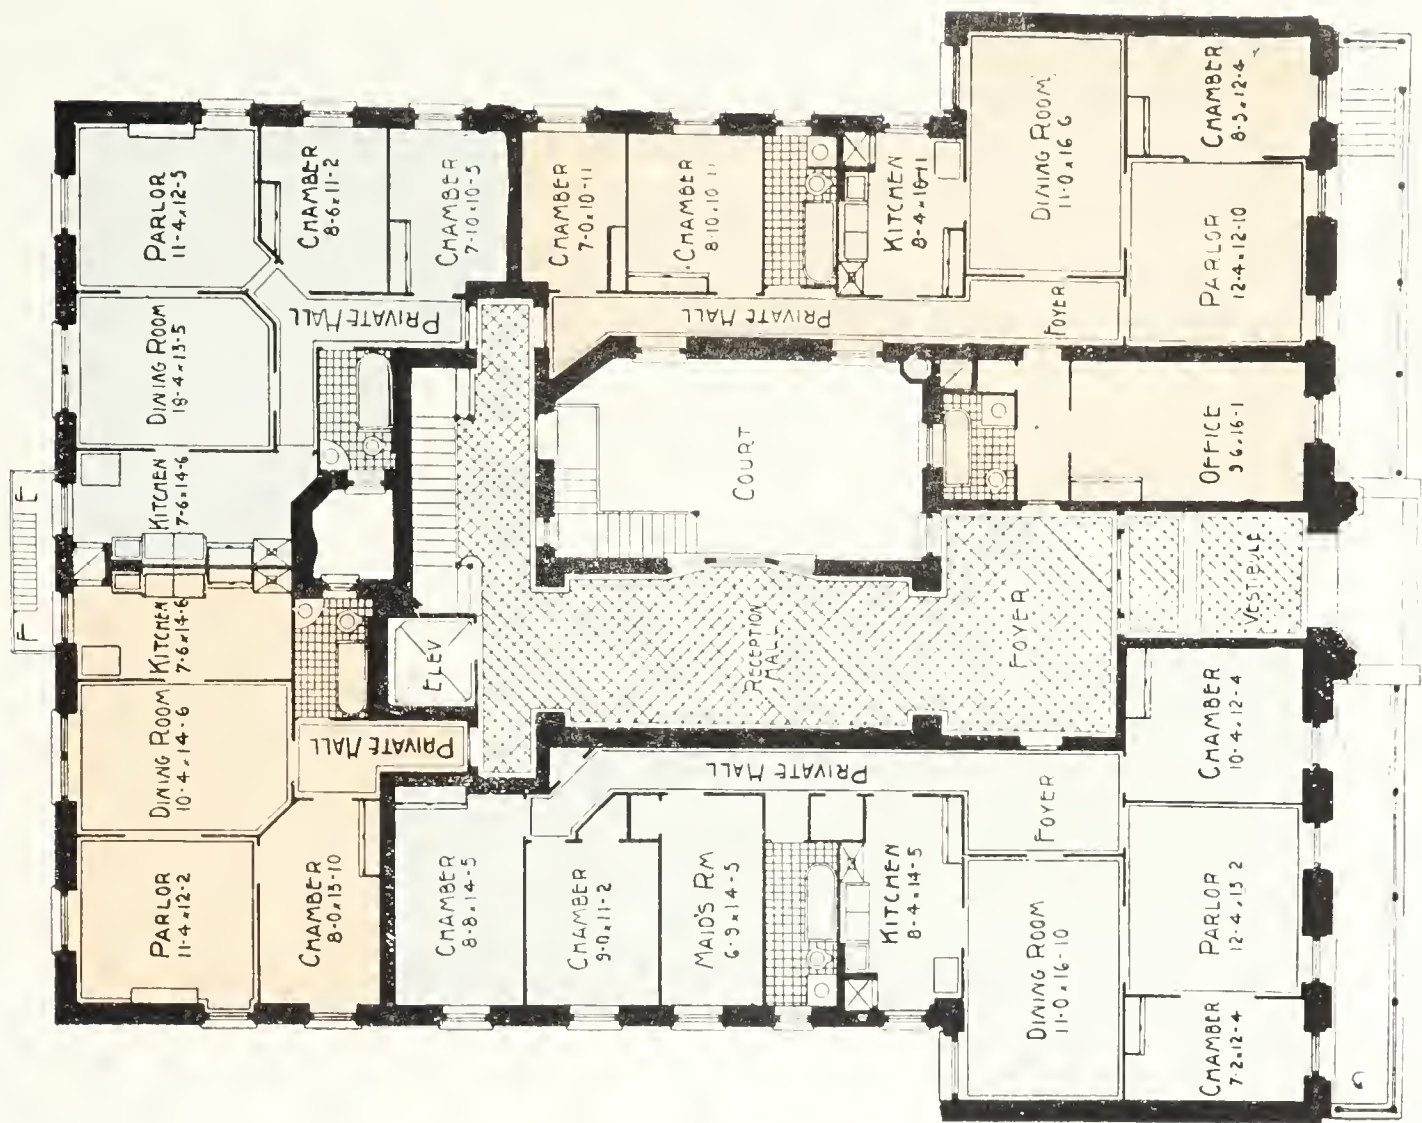 PARLOR
11-4 x 12-5
CHAMBER
8-6 x 11-2
CHAMBER
7-10 x 10-5
CHAMBER
7-0 x 10-11
CHAMBER
8-10 x 10-11
KITCHEN
8-4 x 10-11
DINING ROOM
11-0 x 16 6
CHAMBER
8-3 x 12-4
PARLOR
12-4 x 12-10
DINING ROOM
PRIVATE HALL
PRIVATE HALL
FOYER
KITCHEN
7-6 x 14-6
COURT
OFFICE
9 6 x 16-1
F E
KITCHEN
7-6 x 14-6
ELEV
RECEPTION
HALL
FOYER
VESTIBULE
DINING ROOM
10-4 x 14-6
PRIVATE HALL
PRIVATE HALL
FOYER
CHAMBER
10-4 x 12-4
PARLOR
11-4 x 12-2
CHAMBER
8-0 x 13-10
CHAMBER
8-8 x 14-5
CHAMBER
9-0 x 11-2
MAID'S RM
6-9 x 14-5
KITCHEN
8-4 x 14-5
DINING ROOM
11-0 x 16-10
PARLOR
12-4 x 13 2
CHAMBER
7-2 x 12-4